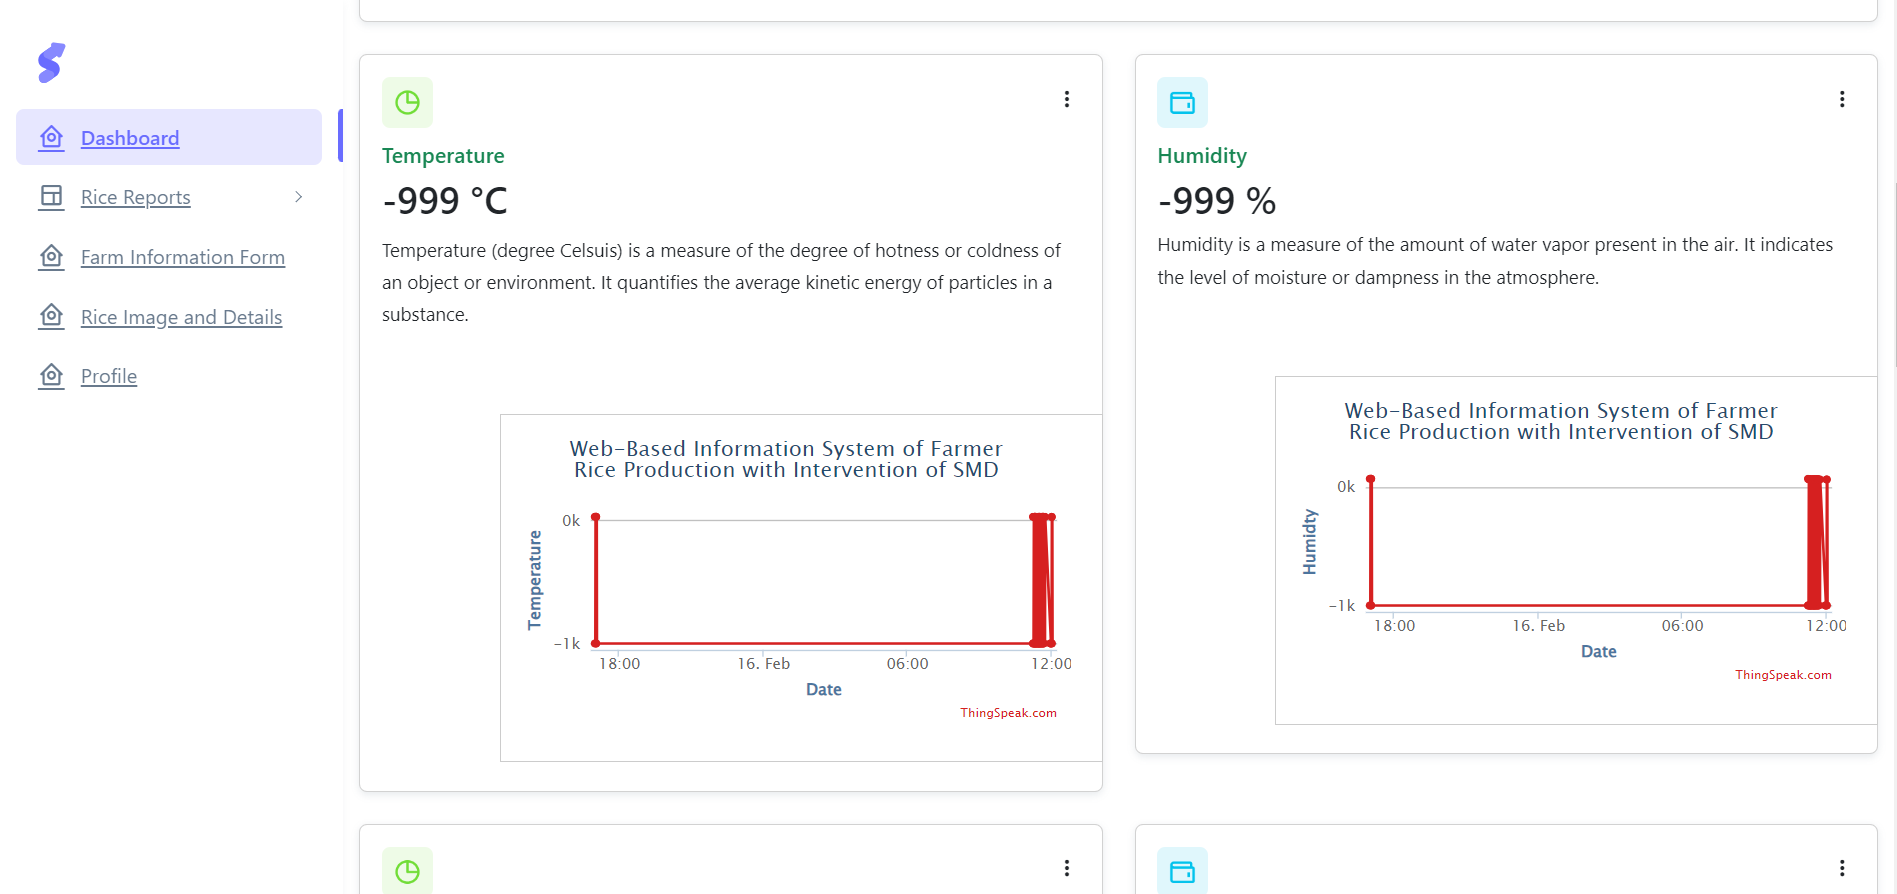 Dashboard
Rice Reports
Farm Information Form
Rice Image and Details
Profile
Temperature
-999 °C
Temperature (degree Celsuis) is a measure of the degree of hotness or coldness of
an object or environment. It quantifies the average kinetic energy of particles in a
substance.
Web-Based Information System of Farmer
Rice Production with Intervention of SMD
Temperature
0k
-1k
18:00
16. Feb
06:00
12:00
Date
ThingSpeak.com
Humidity
-999 %
Humidity is a measure of the amount of water vapor present in the air. It indicates
the level of moisture or dampness in the atmosphere.
Web-Based Information System of Farmer
Rice Production with Intervention of SMD
Humidty
0k
-1k
18:00
16. Feb
06:00
12:00
Date
ThingSpeak.com